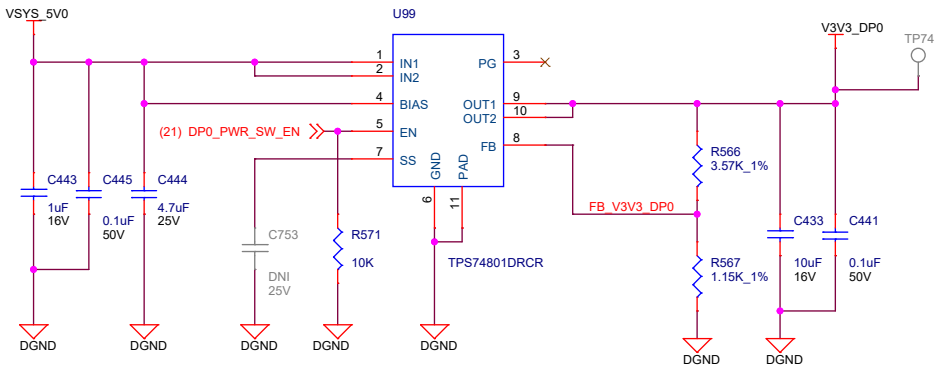 VSYS_5V0
U99
V3V3_DP0
TP74
1
IN1
2
IN2
PG
3
4
BIAS
OUT1
9
OUT2
10
(21) DP0_PWR_SW_EN
5
EN
FB
8
7
SS
GND
PAD
6
11
R566
3.57K_1%
C443
1uF
16V
C445
0.1uF
50V
C444
4.7uF
25V
FB_V3V3_DP0
C753
DNI
25V
R571
10K
TPS74801DRCR
R567
1.15K_1%
C433
10uF
16V
C441
0.1uF
50V
DGND
DGND
DGND
DGND
DGND
DGND
DGND